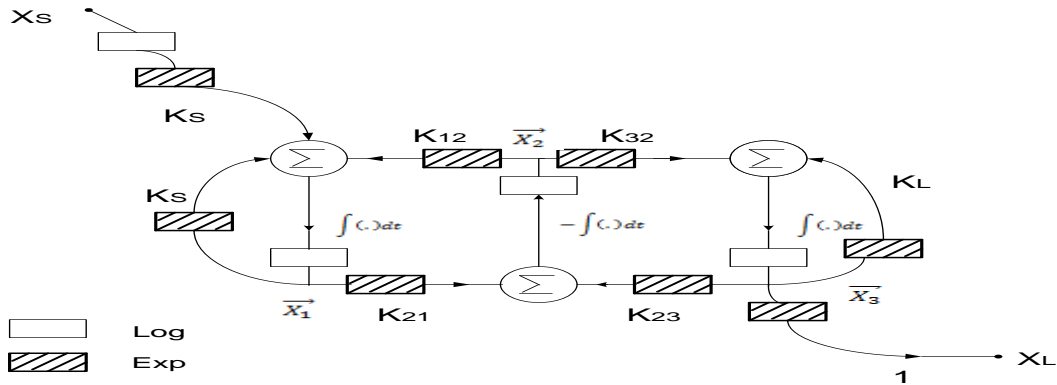 Xs
Ks
K12
X2
K32
Σ
Σ
Ks
KL
∫(.)dt
−∫(.)dt
∫(.)dt
Σ
X1
K21
K23
X3
Log
Exp
1
XL